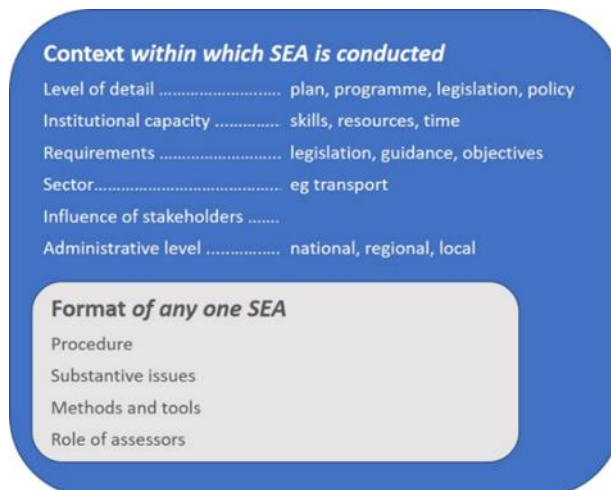 Context within which SEA is conducted
Level of detail ............................ plan, programme, legislation, policy
Institutional capacity .............. skills, resources, time
Requirements .......................... legislation, guidance, objectives
Sector........................................ eg transport
Influence of stakeholders .......
Administrative level ................ national, regional, local
Format of any one SEA
Procedure
Substantive issues
Methods and tools
Role of assessors